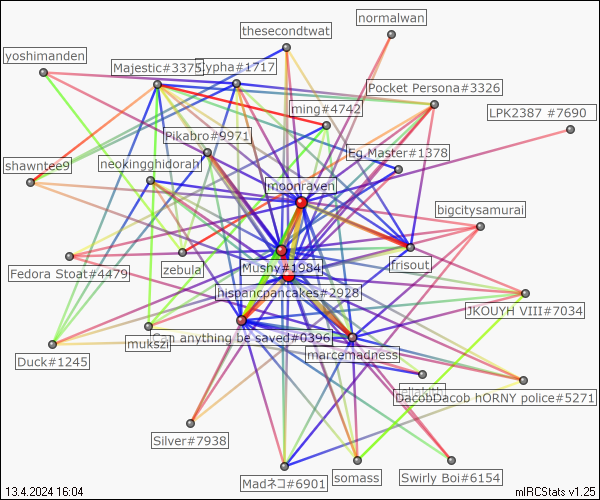 normalwan
thesecondtwat
yoshimanden
Majestic#3375
ypha#1717
Pocket Persona#3326
ming#4742
LPK2387 #7690
Pikabro#9971
Eg.Master#1378
shawntee9
neokingghidorah
moonraven
bigcitysamurai
Fedora Stoat#4479
zebula
Mushy#1984
frisout
hispancpancakes#2928
JKOUYH VIII#7034
Can anything be saved#0396
mukszi
marcemadness
Duck#1245
DacobDacob hORNY police#5271
Silver#7938
Madネコ#6901
somass
Swirly Boi#6154
13.4.2024 16:04
mIRCStats v1.25